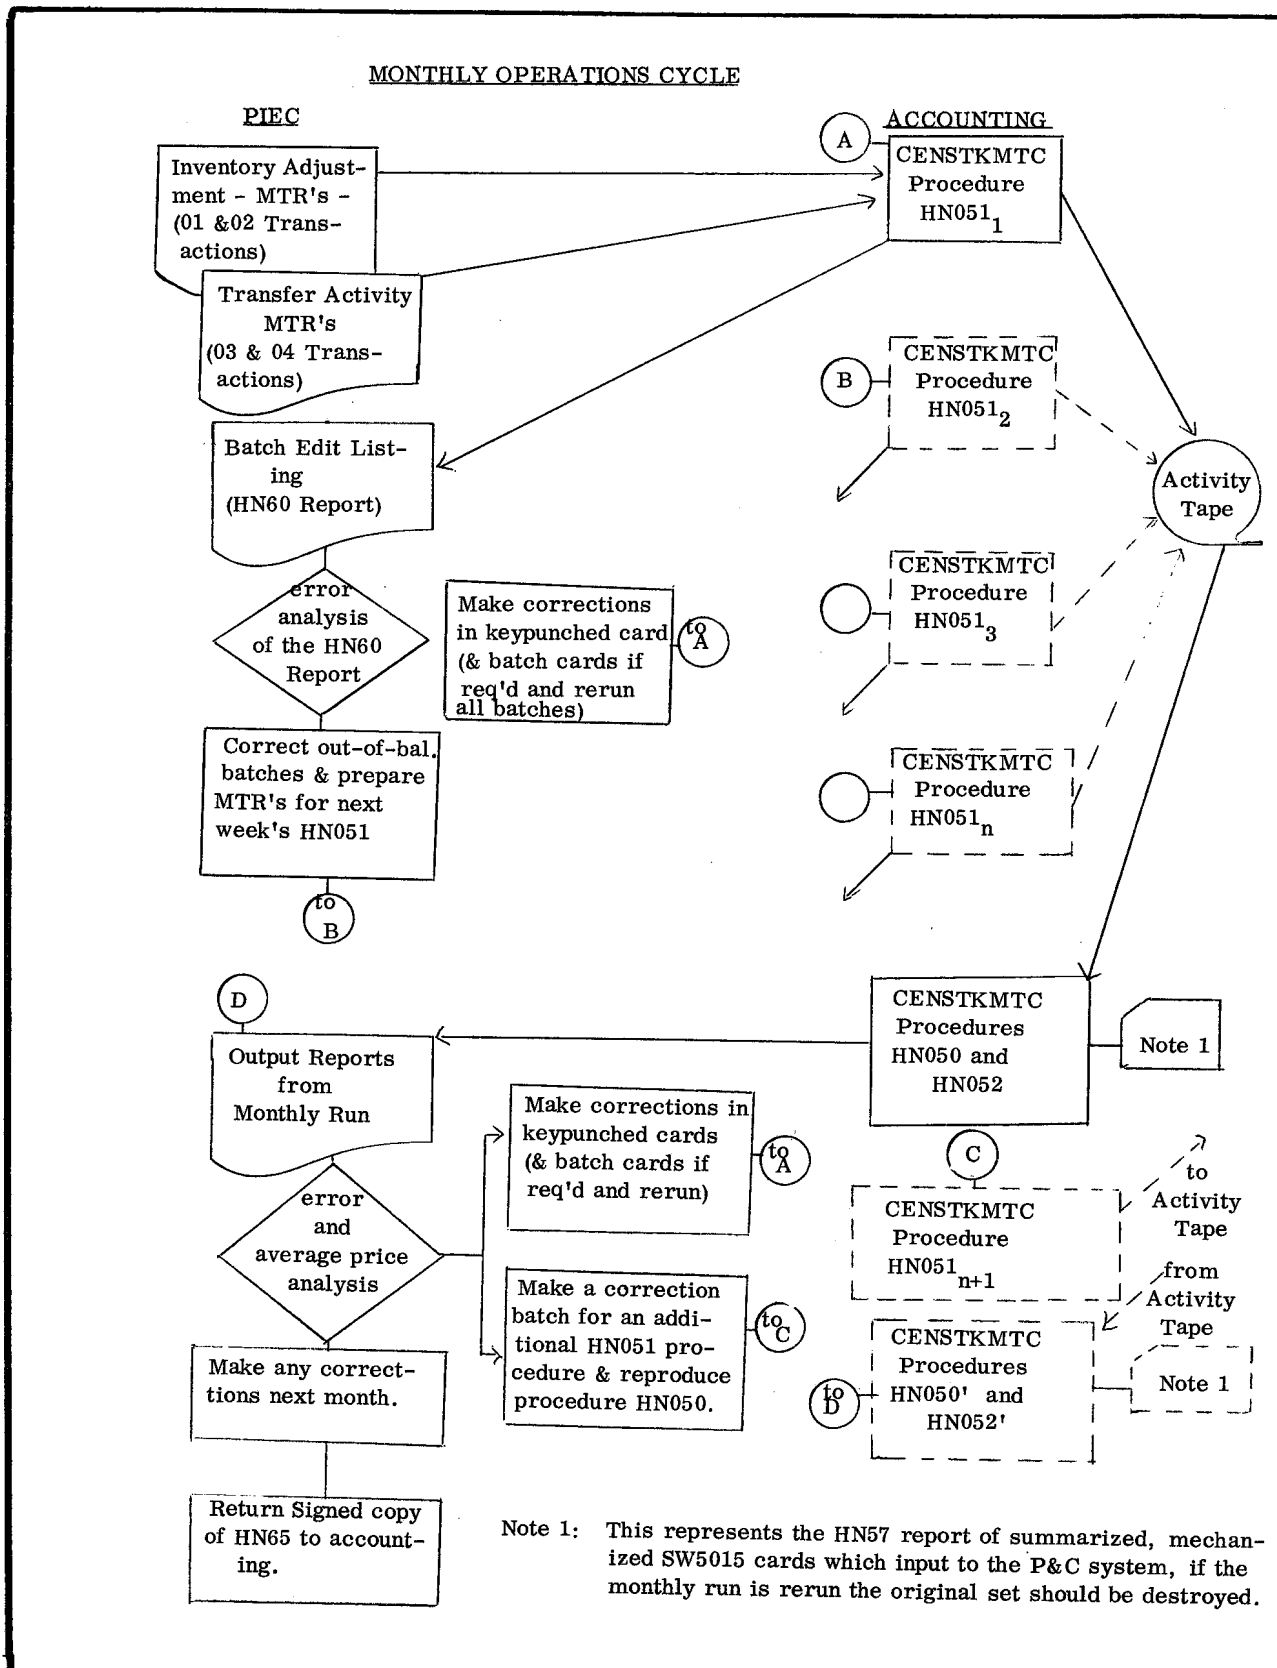 MONTHLY OPERATIONS CYCLE
PIEC
Inventory Adjust-
ment - MTR's -
(01 &02 Trans-
actions)
Transfer Activity
MTR's
(03 & 04 Trans-
actions)
Batch Edit List-
ing
(HN60 Report)
error
analysis
of the HN60
Report
Make corrections
in keypunched card
(& batch cards if
req'd and rerun
all batches)
to
A
Correct out-of-bal.
batches & prepare
MTR's for next
week's HN051
to
B
ACCOUNTING
A
CENSTKMTC
Procedure
HN051₁
B
CENSTKMTC
Procedure
HN051₂
Activity
Tape
CENSTKMTC
Procedure
HN051₃
CENSTKMTC
Procedure
HN051n
D
Output Reports
from
Monthly Run
error
and
average price
analysis
Make corrections in
keypunched cards
(& batch cards if
req'd and rerun)
to
A
Make a correction
batch for an addi-
tional HN051 pro-
cedure & reproduce
procedure HN050.
to
C
Make any correc-
tions next month.
Return Signed copy
of HN65 to account-
ing.
CENSTKMTC
Procedures
HN050 and
HN052
Note 1
C
CENSTKMTC
Procedure
HN051n+1
to
Activity
Tape
from
Activity
Tape
to
D
CENSTKMTC
Procedures
HN050' and
HN052'
Note 1
Note 1: This represents the HN57 report of summarized, mechan-
ized SW5015 cards which input to the P&C system, if the
monthly run is rerun the original set should be destroyed.